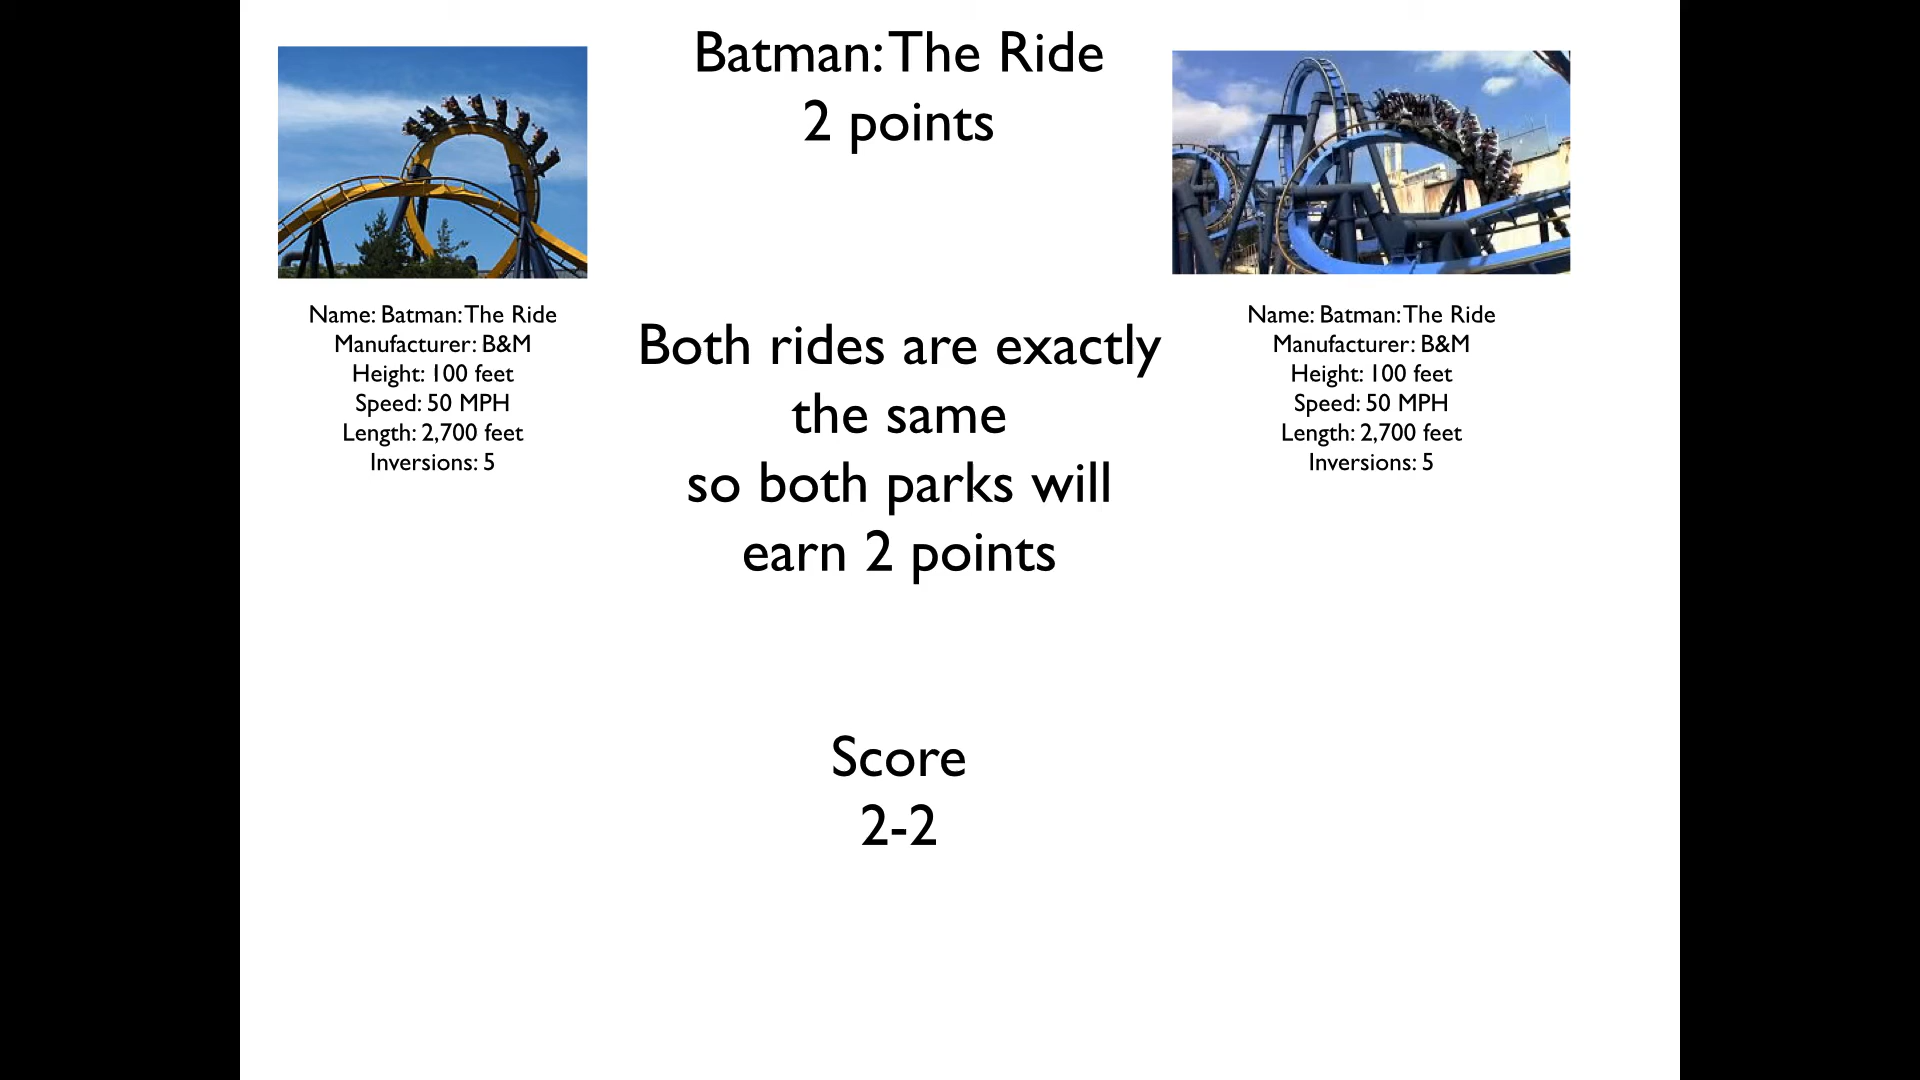 Batman: The Ride
2 points
Name: Batman: The Ride
Manufacturer: B&M
Height: 100 feet
Speed: 50 MPH
Length: 2,700 feet
Inversions: 5
Both rides are exactly
the same
so both parks will
earn 2 points
Name: Batman: The Ride
Manufacturer: B&M
Height: 100 feet
Speed: 50 MPH
Length: 2,700 feet
Inversions: 5
Score
2-2